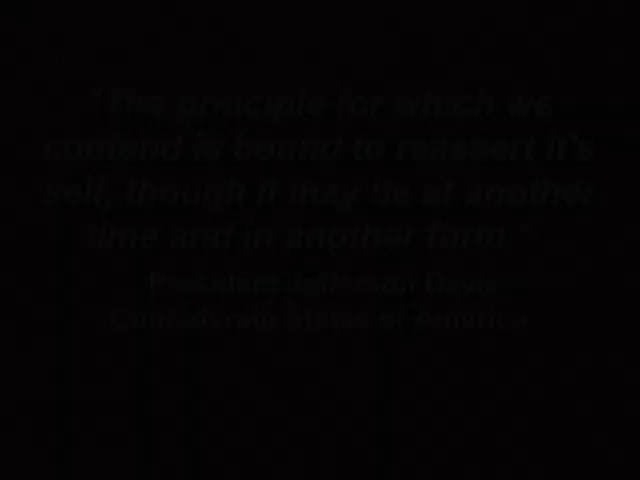 "The principle for which we
contend is bound to reassert it's
self, though it may be at another
time and in another form."
President Jefferson Davis
Confederate States of America